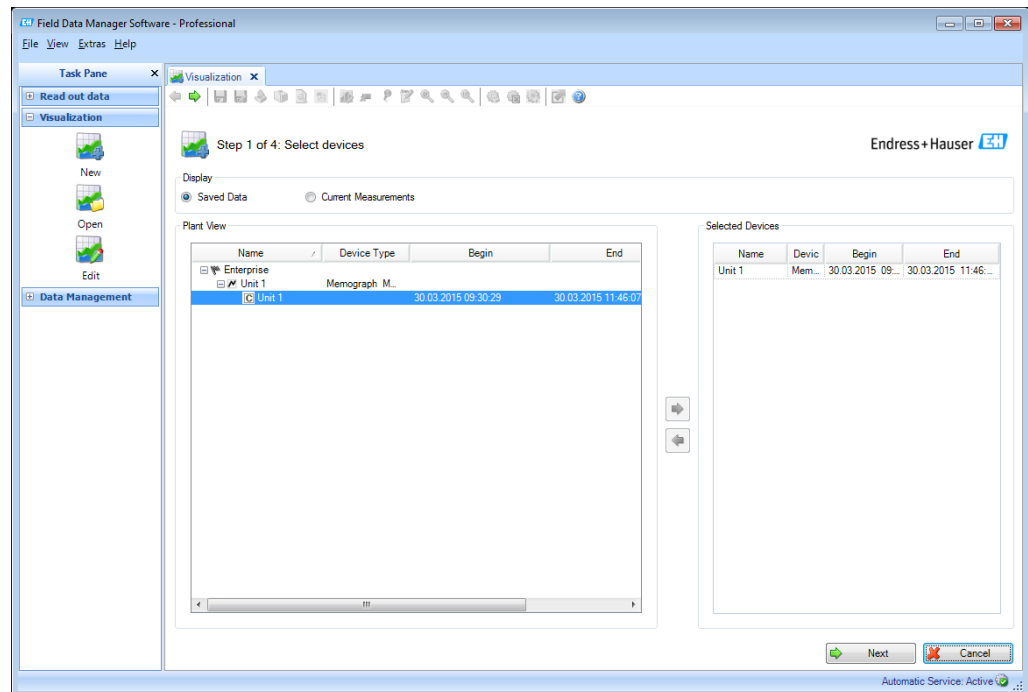 Field Data Manager Software - Professional
File View Extras Help
Task Pane
Visualization
Read out data
Visualization
New
Open
Edit
Data Management
Step 1 of 4: Select devices
Endress+Hauser
EH
Display
Saved Data Current Measurements
Plant View
Name Device Type Begin End
Enterprise
Unit 1 Memograph M...
C Unit 1 30.03.2015 09:30:29 30.03.2015 11:46:07
Selected Devices
Name Devic Begin End
Unit 1 Mem... 30.03.2015 09:... 30.03.2015 11:46:...
Next Cancel
Automatic Service: Active